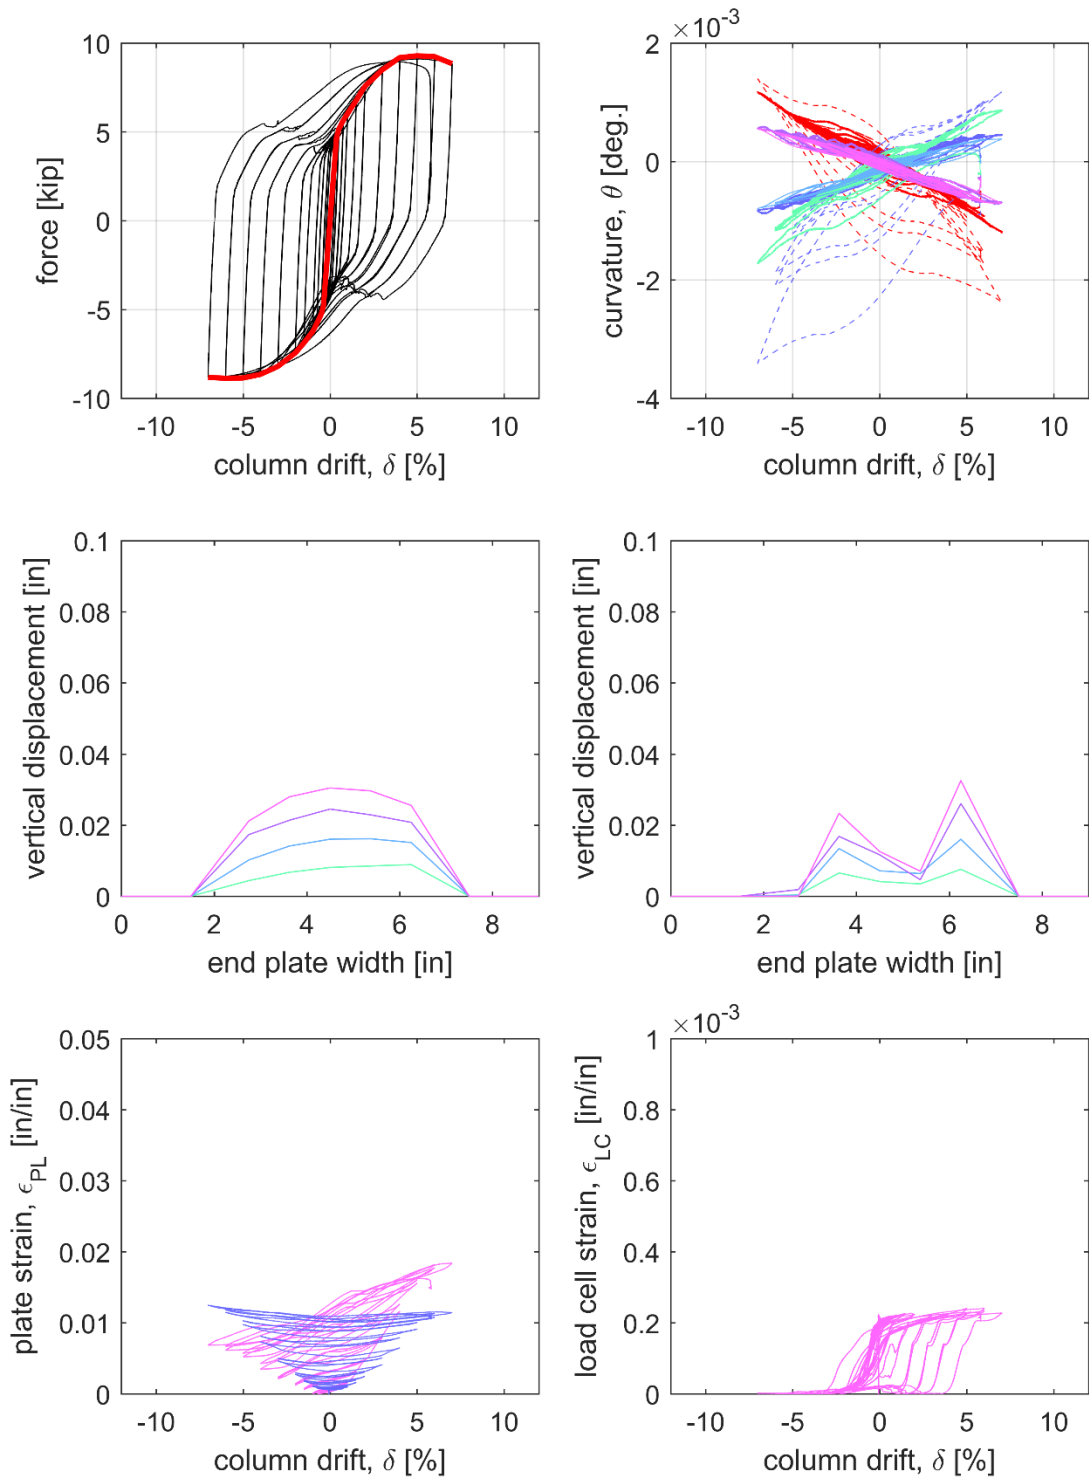 10
5
0
-5
-10
force [kip]
-10 -5 0 5 10
column drift, δ [%]
×10⁻³
2
0
-2
-4
curvature, θ [deg.]
-10 -5 0 5 10
column drift, δ [%]
0.1
0.08
0.06
0.04
0.02
0
vertical displacement [in]
0 2 4 6 8
end plate width [in]
0.1
0.08
0.06
0.04
0.02
0
vertical displacement [in]
0 2 4 6 8
end plate width [in]
0.05
0.04
0.03
0.02
0.01
0
plate strain, ϵ_PL [in/in]
-10 -5 0 5 10
column drift, δ [%]
×10⁻³
1
0.8
0.6
0.4
0.2
0
load cell strain, ϵ_LC [in/in]
-10 -5 0 5 10
column drift, δ [%]